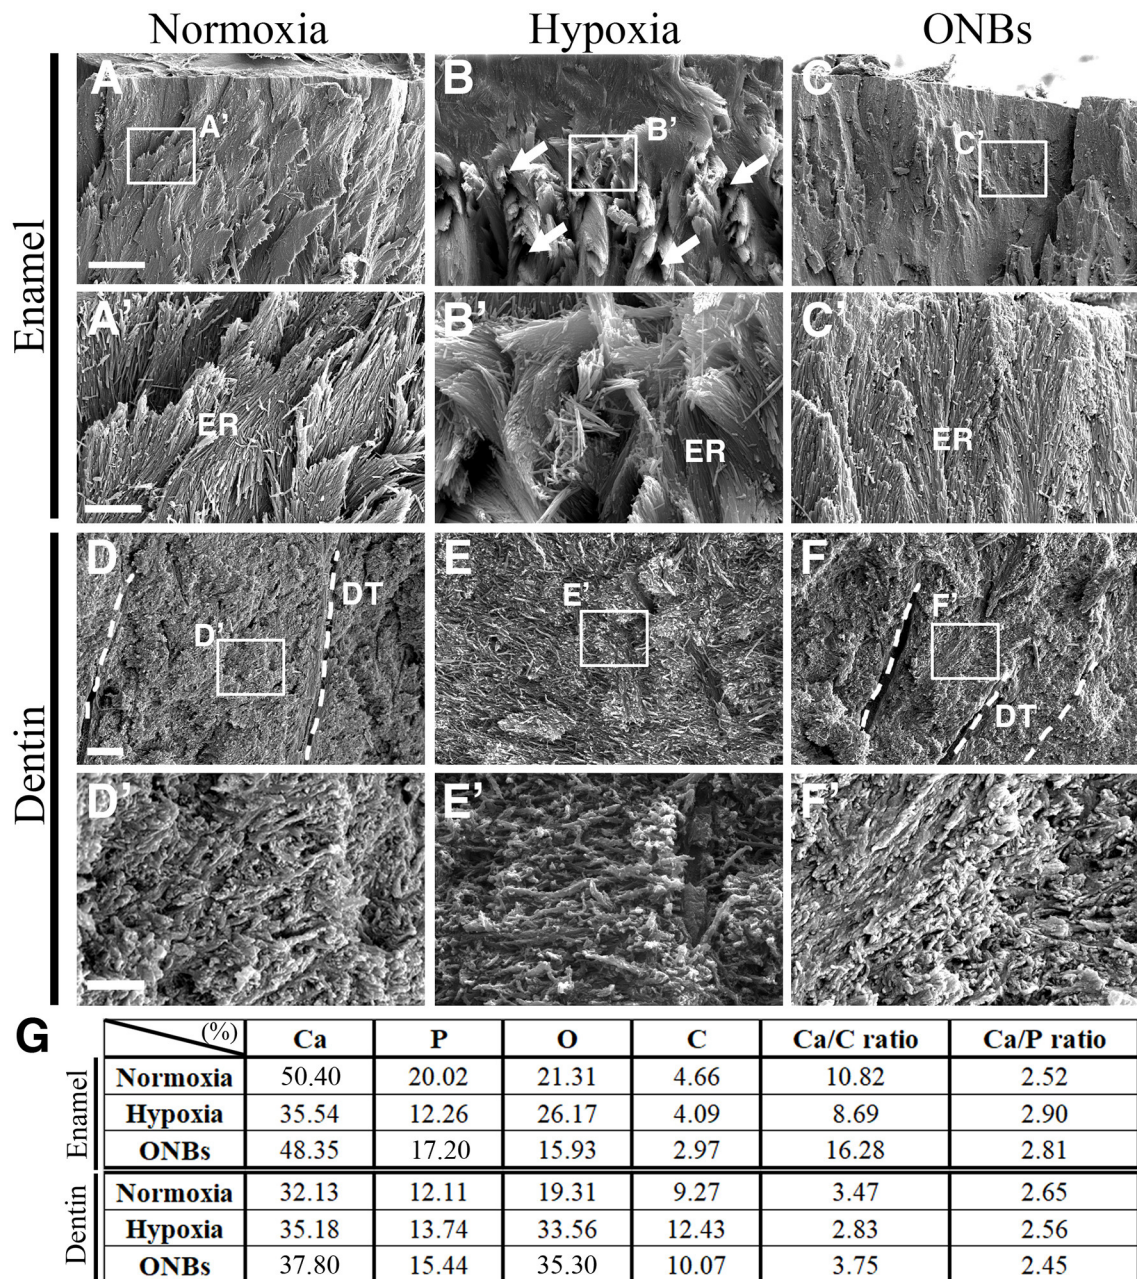 Normoxia Hypoxia ONBs
Enamel
A B C
A' B' C'
A' B' C'
ER ER ER
Dentin
D E F
DT
D' E' F'
DT
D' E' F'
G
(%) Ca P O C Ca/C ratio Ca/P ratio
Enamel
Normoxia 50.40 20.02 21.31 4.66 10.82 2.52
Hypoxia 35.54 12.26 26.17 4.09 8.69 2.90
ONBs 48.35 17.20 15.93 2.97 16.28 2.81
Dentin
Normoxia 32.13 12.11 19.31 9.27 3.47 2.65
Hypoxia 35.18 13.74 33.56 12.43 2.83 2.56
ONBs 37.80 15.44 35.30 10.07 3.75 2.45